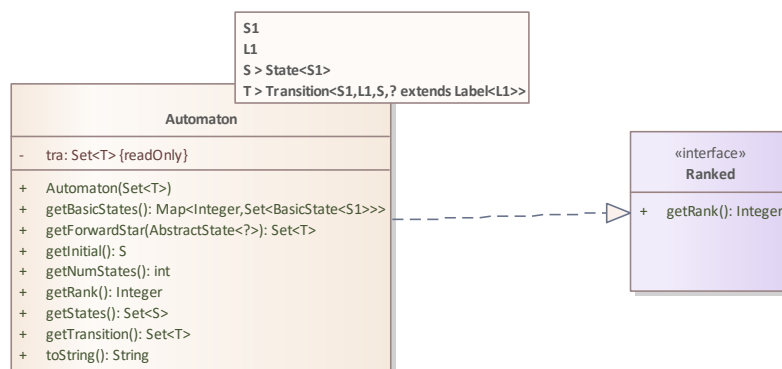 S1
L1
S > State<S1>
T > Transition<S1,L1,S,? extends Label<L1>>
Automaton
- tra: Set<T> {readOnly}
+ Automaton(Set<T>)
+ getBasicStates(): Map<Integer,Set<BasicState<S1>>>
+ getForwardStar(AbstractState<?>): Set<T>
+ getInitial(): S
+ getNumStates(): int
+ getRank(): Integer
+ getStates(): Set<S>
+ getTransition(): Set<T>
+ toString(): String
«interface»
Ranked
+ getRank(): Integer